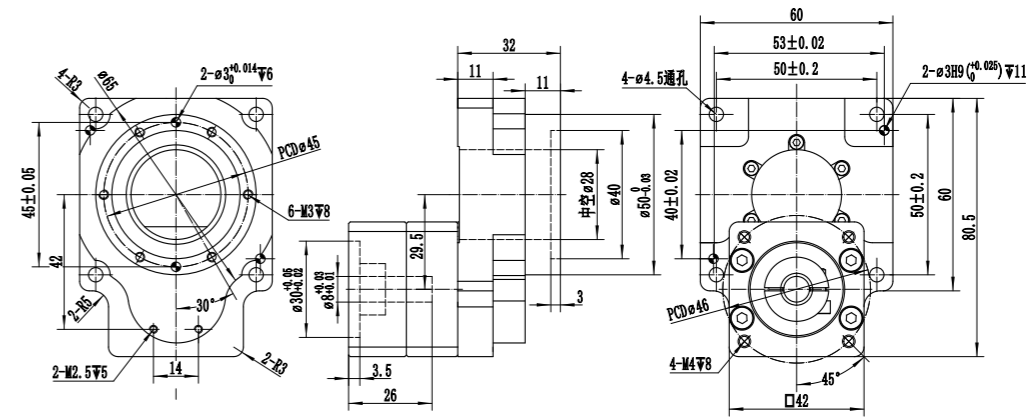 4-R3
ø65
2-ø3 +0.014 0 ↧6
PCDø45
45±0.05
42
6-M3↧8
2-R5
30°
2-R3
2-M2.5↧5
14
32
11
11
29.5
ø30 +0.05 +0.02
ø8 +0.03 +0.01
中空ø28
ø40
ø50 0 -0.03
3
3.5
26
60
53±0.02
50±0.2
4-ø4.5通孔
2-ø3H9(+0.025 0)↧11
40±0.02
50±0.2
60
80.5
PCDø46
4-M4↧8
45°
□42